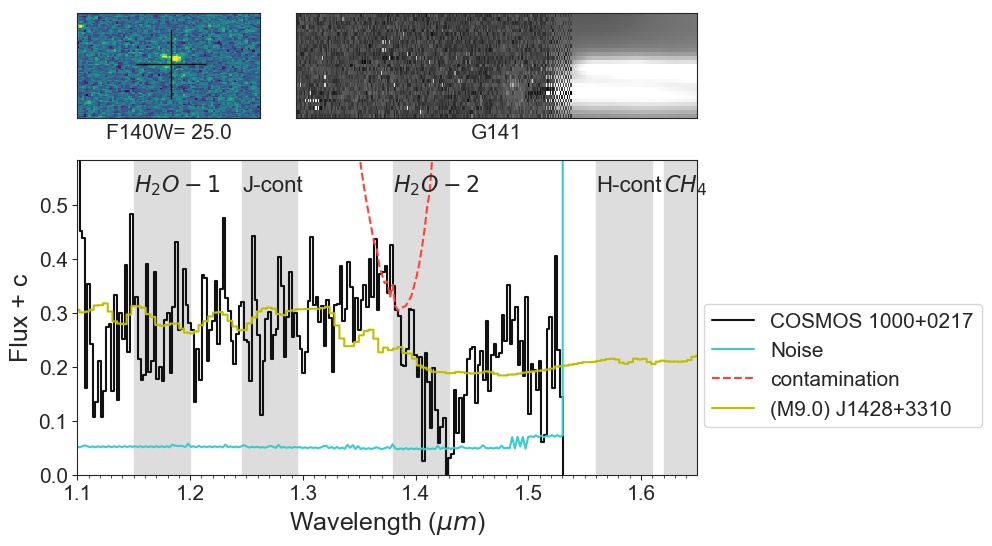 F140W= 25.0
G141
H₂O − 1
J-cont
H₂O − 2
H-cont
CH₄
0.5
0.4
0.3
0.2
0.1
0.0
Flux + c
1.1
1.2
1.3
1.4
1.5
1.6
Wavelength (μm)
COSMOS 1000+0217
Noise
contamination
(M9.0) J1428+3310